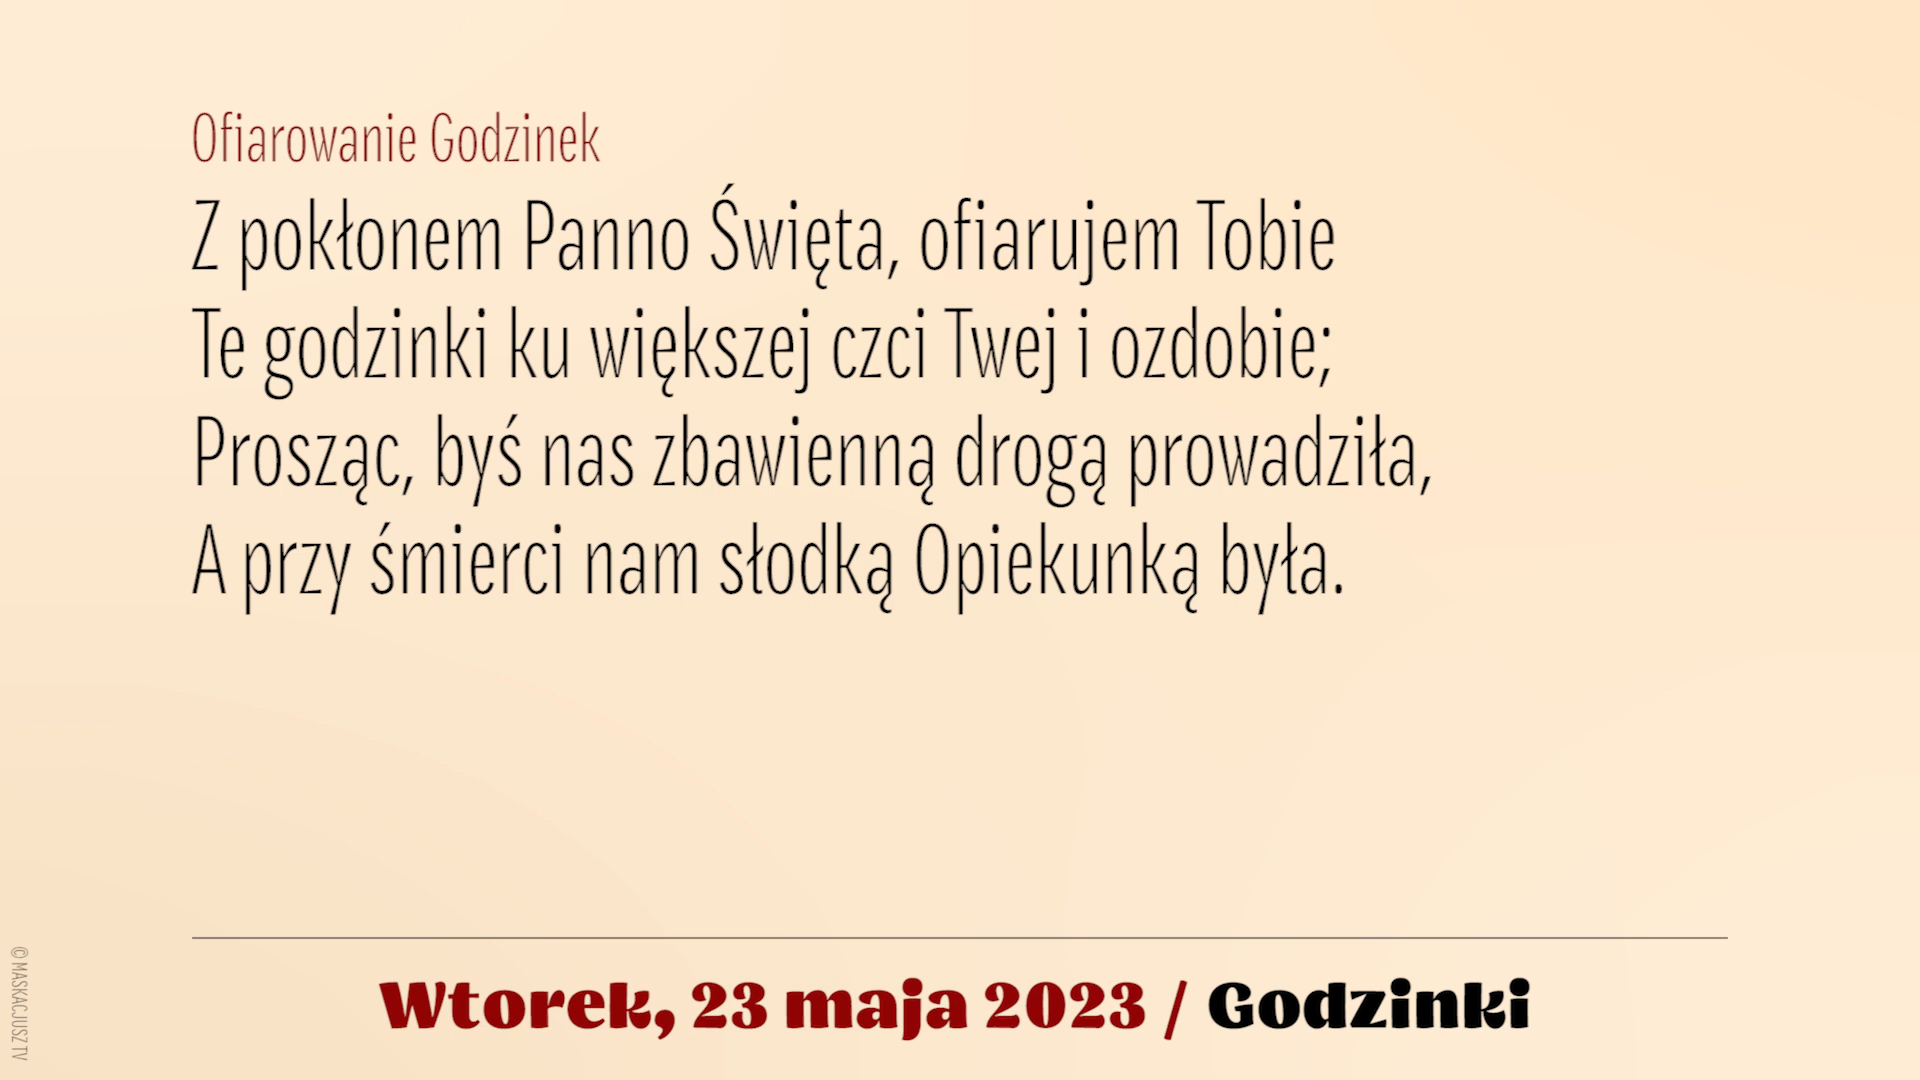 Ofiarowanie Godzinek
Z pokłonem Panno Święta, ofiarujem Tobie
Te godzinki ku większej czci Twej i ozdobie;
Prosząc, byś nas zbawienną drogą prowadziła,
A przy śmierci nam słodką Opiekunką była.
Wtorek, 23 maja 2023 / Godzinki
© MASKACJUSZ TV